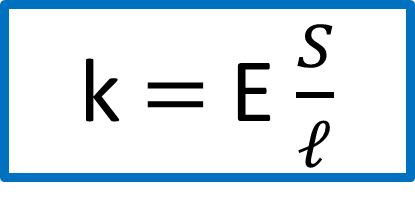 k = E S/ℓ